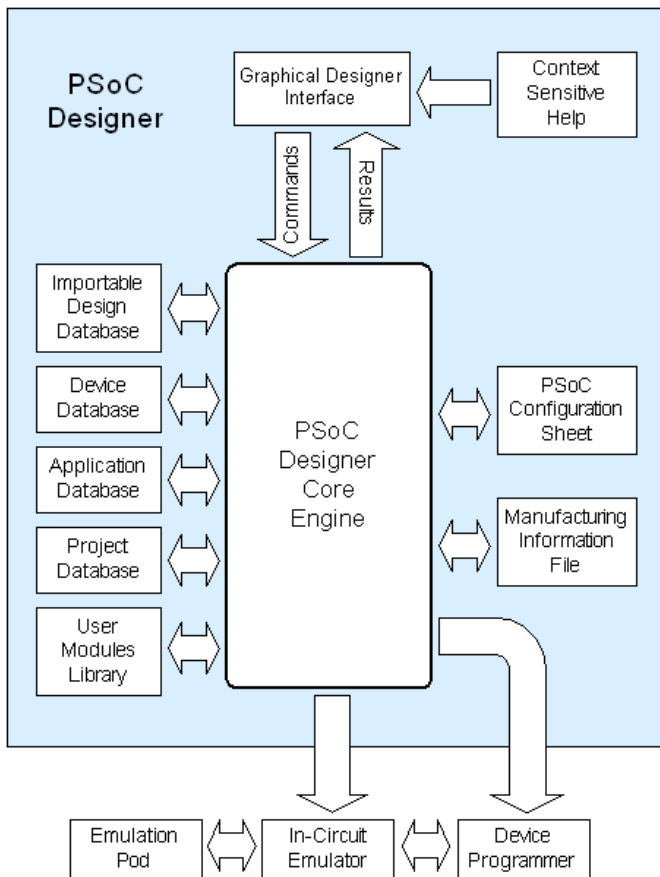 PSoC
Designer
Graphical Designer
Interface
Context
Sensitive
Help
Commands
Results
Importable
Design
Database
Device
Database
Application
Database
Project
Database
User
Modules
Library
PSoC
Designer
Core
Engine
PSoC
Configuration
Sheet
Manufacturing
Information
File
Emulation
Pod
In-Circuit
Emulator
Device
Programmer